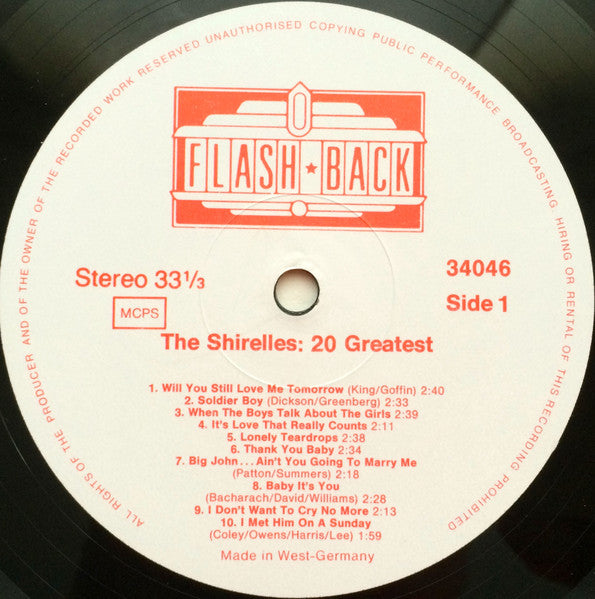 ALL RIGHTS OF THE PRODUCER AND OF THE OWNER OF THE RECORDED WORK RESERVED UNAUTHORISED COPYING PUBLIC PERFORMANCE BROADCASTING HIRING OR RENTAL OF THIS RECORDING PROHIBITED
FLASH★BACK
Stereo 33⅓
MCPS
34046
Side 1
The Shirelles: 20 Greatest
1. Will You Still Love Me Tomorrow (King/Goffin) 2:40
2. Soldier Boy (Dickson/Greenberg) 2:33
3. When The Boys Talk About The Girls 2:39
4. It's Love That Really Counts 2:11
5. Lonely Teardrops 2:38
6. Thank You Baby 2:34
7. Big John...Ain't You Going To Marry Me
(Patton/Summers) 2:18
8. Baby It's You
(Bacharach/David/Williams) 2:28
9. I Don't Want To Cry No More 2:13
10. I Met Him On A Sunday
(Coley/Owens/Harris/Lee) 1:59
Made in West-Germany